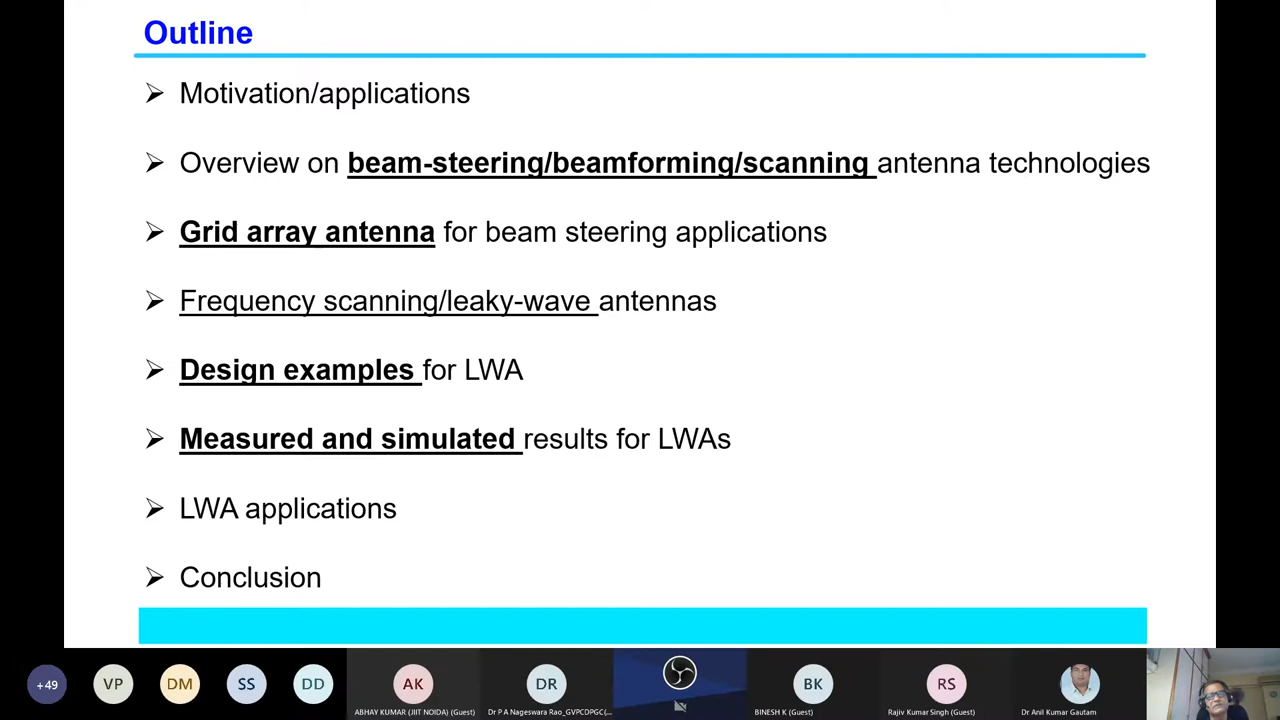 Outline
Motivation/applications
Overview on beam-steering/beamforming/scanning antenna technologies
Grid array antenna for beam steering applications
Frequency scanning/leaky-wave antennas
Design examples for LWA
Measured and simulated results for LWAs
LWA applications
Conclusion
+49
VP
DM
SS
DD
AK
DR
BK
RS
ABHAY KUMAR (JIIT NOIDA) (Guest)
Dr P A Nageswara Rao_GVPCDPGC(...
BINESH K (Guest)
Rajiv Kumar Singh (Guest)
Dr Anil Kumar Gautam